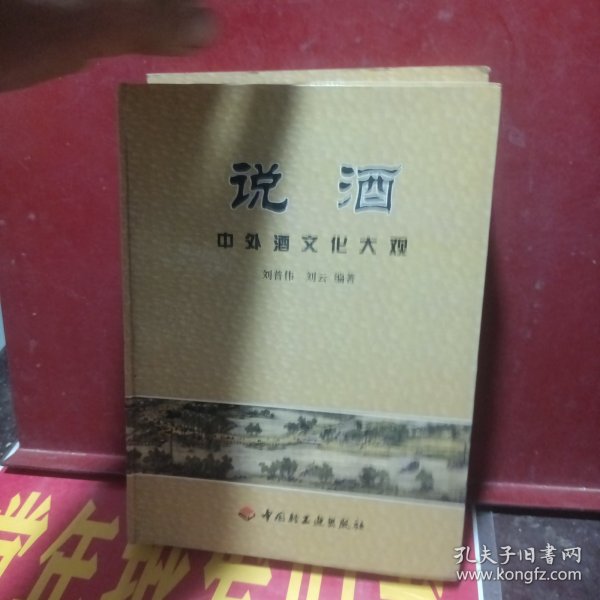 说酒
中外酒文化大观
刘普伟 刘云 编著
中国轻工业出版社
孔夫子旧书网
www.kongfz.com